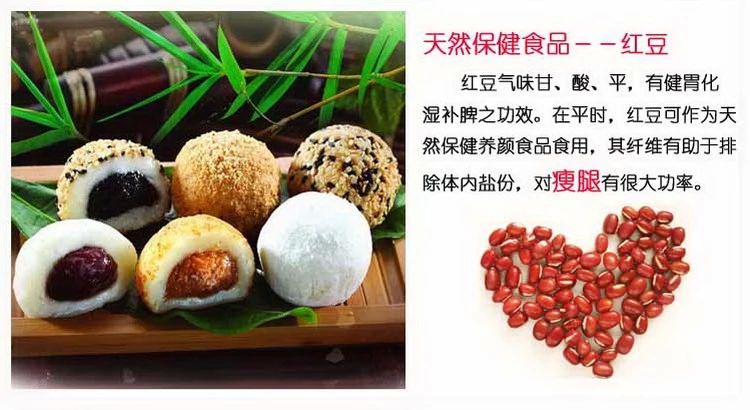 天然保健食品－－红豆
红豆气味甘、酸、平，有健胃化
湿补脾之功效。在平时，红豆可作为天
然保健养颜食品食用，其纤维有助于排
除体内盐份，对瘦腿有很大功率。